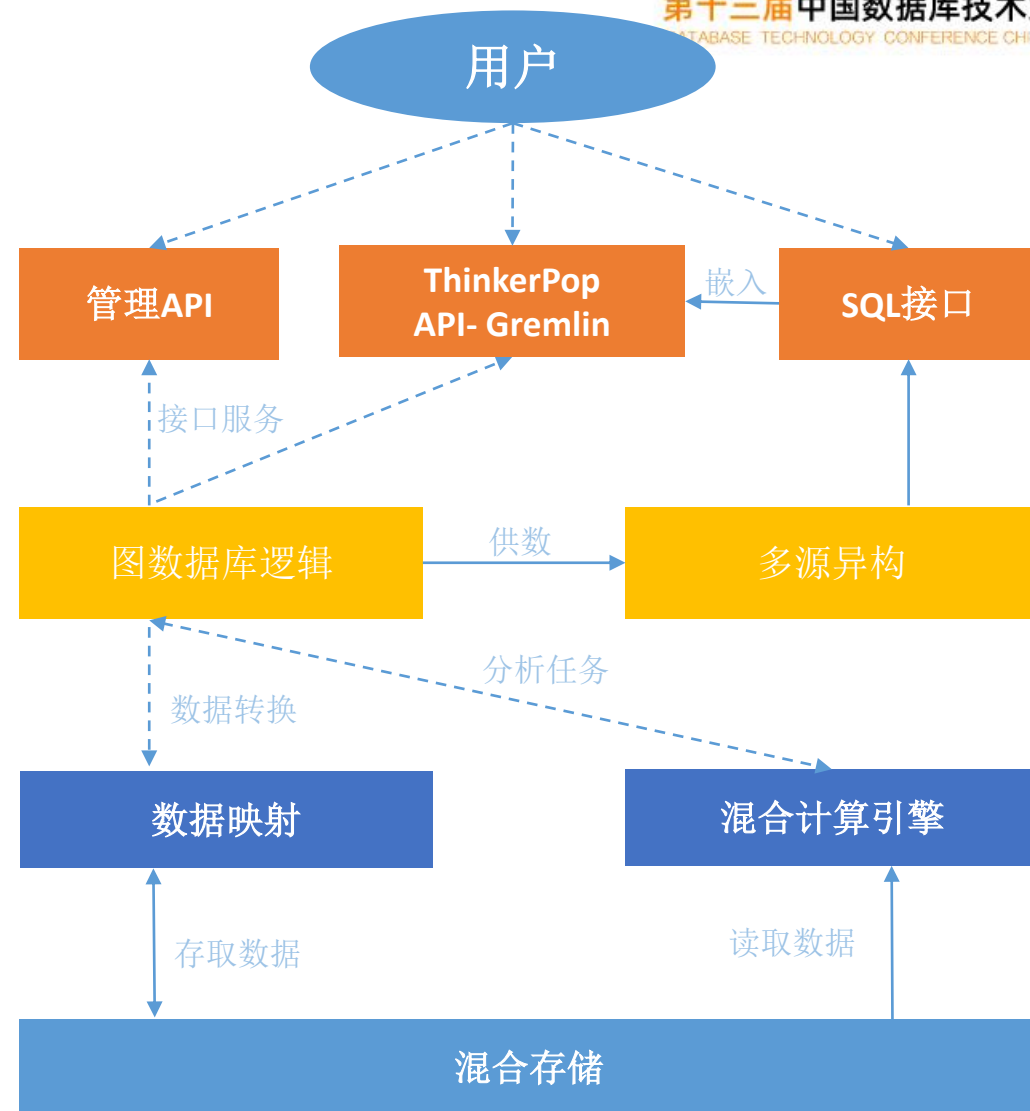 第十三届中国数据库技术
DATABASE TECHNOLOGY CONFERENCE
用户
管理API
ThinkerPop
API- Gremlin
嵌入
SQL接口
接口服务
图数据库逻辑
供数
多源异构
分析任务
数据转换
数据映射
混合计算引擎
存取数据
读取数据
混合存储